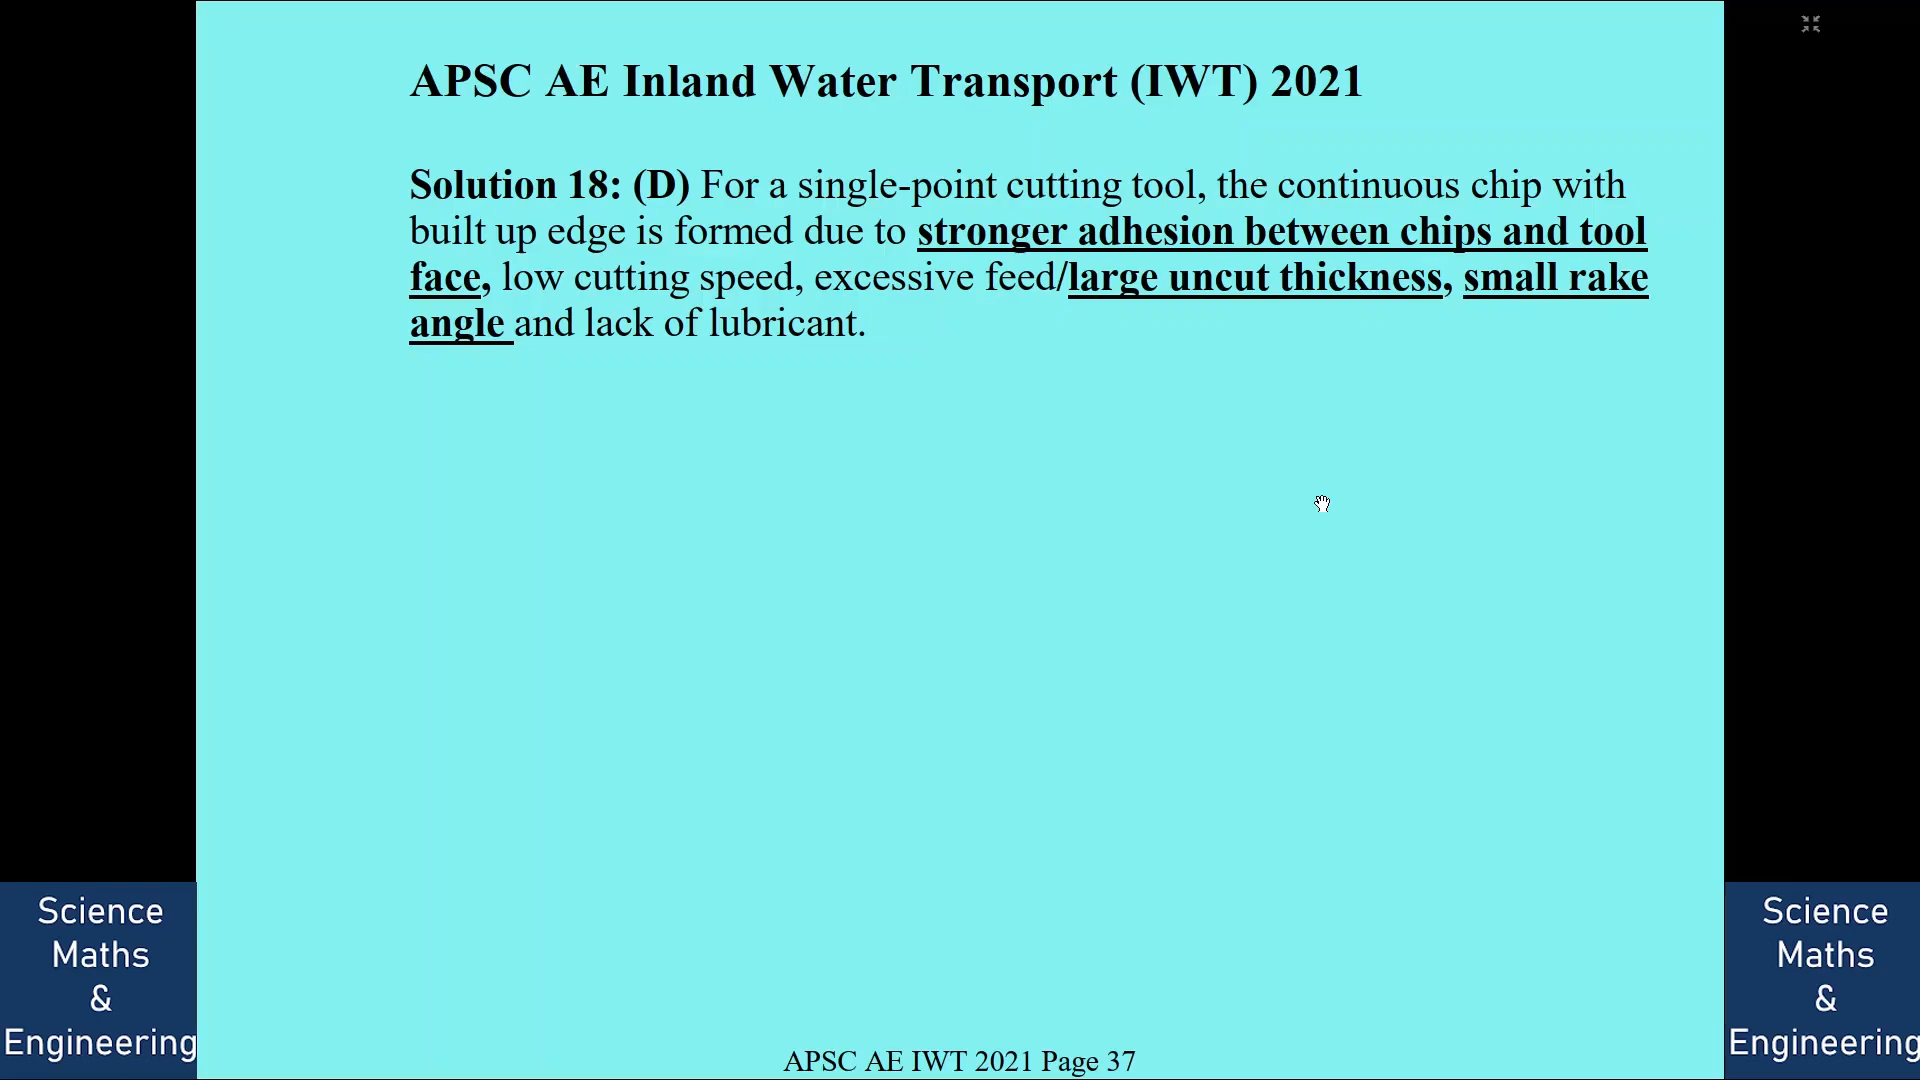 APSC AE Inland Water Transport (IWT) 2021
Solution 18: (D) For a single-point cutting tool, the continuous chip with
built up edge is formed due to stronger adhesion between chips and tool
face, low cutting speed, excessive feed/large uncut thickness, small rake
angle and lack of lubricant.
Science
Maths
&
Engineering
Science
Maths
&
Engineering
APSC AE IWT 2021 Page 37